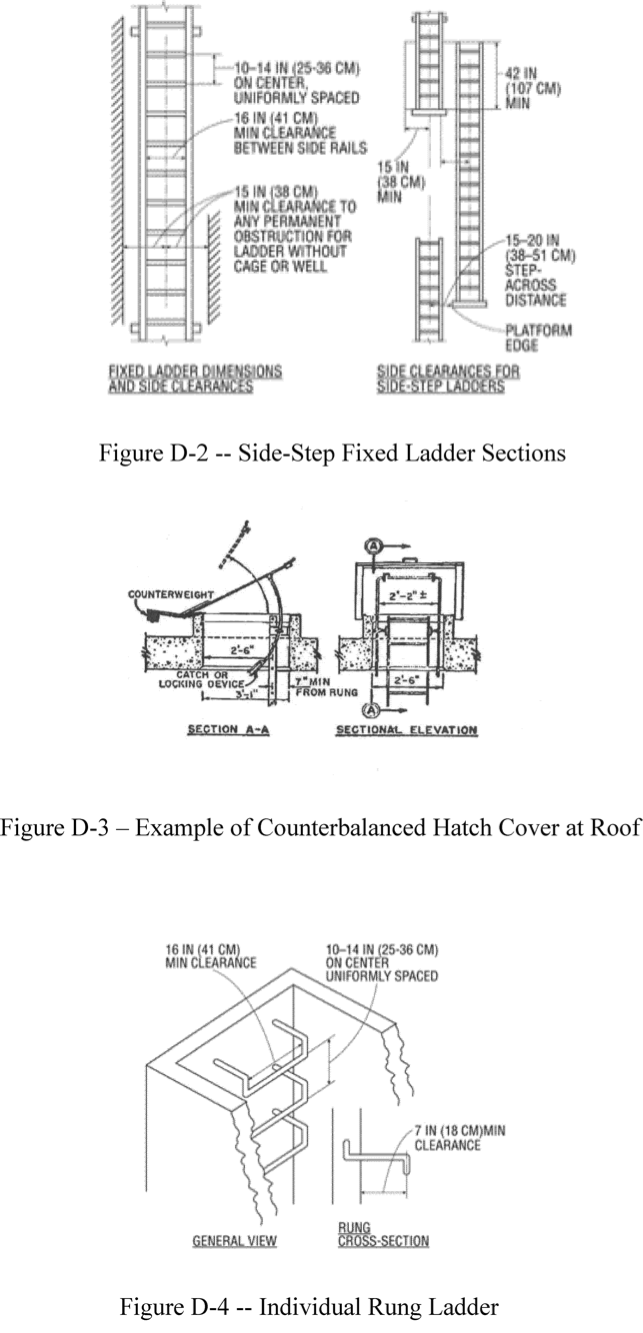 10–14 IN (25-36 CM)
ON CENTER,
UNIFORMLY SPACED
16 IN (41 CM)
MIN CLEARANCE
BETWEEN SIDE RAILS
15 IN (38 CM)
MIN CLEARANCE TO
ANY PERMANENT
OBSTRUCTION FOR
LADDER WITHOUT
CAGE OR WELL
FIXED LADDER DIMENSIONS
AND SIDE CLEARANCES
42 IN
(107 CM)
MIN
15 IN
(38 CM)
MIN
15–20 IN
(38–51 CM)
STEP-
ACROSS
DISTANCE
PLATFORM
EDGE
SIDE CLEARANCES FOR
SIDE-STEP LADDERS
Figure D-2 -- Side-Step Fixed Ladder Sections
COUNTERWEIGHT
2'-6"
CATCH OR
LOCKING DEVICE
3'-1"
7" MIN
FROM RUNG
SECTION A-A
A
2'-2" ±
2'-6"
A
SECTIONAL ELEVATION
Figure D-3 – Example of Counterbalanced Hatch Cover at Roof
16 IN (41 CM)
MIN CLEARANCE
10–14 IN (25-36 CM)
ON CENTER
UNIFORMLY SPACED
7 IN (18 CM)MIN
CLEARANCE
GENERAL VIEW
RUNG
CROSS-SECTION
Figure D-4 -- Individual Rung Ladder